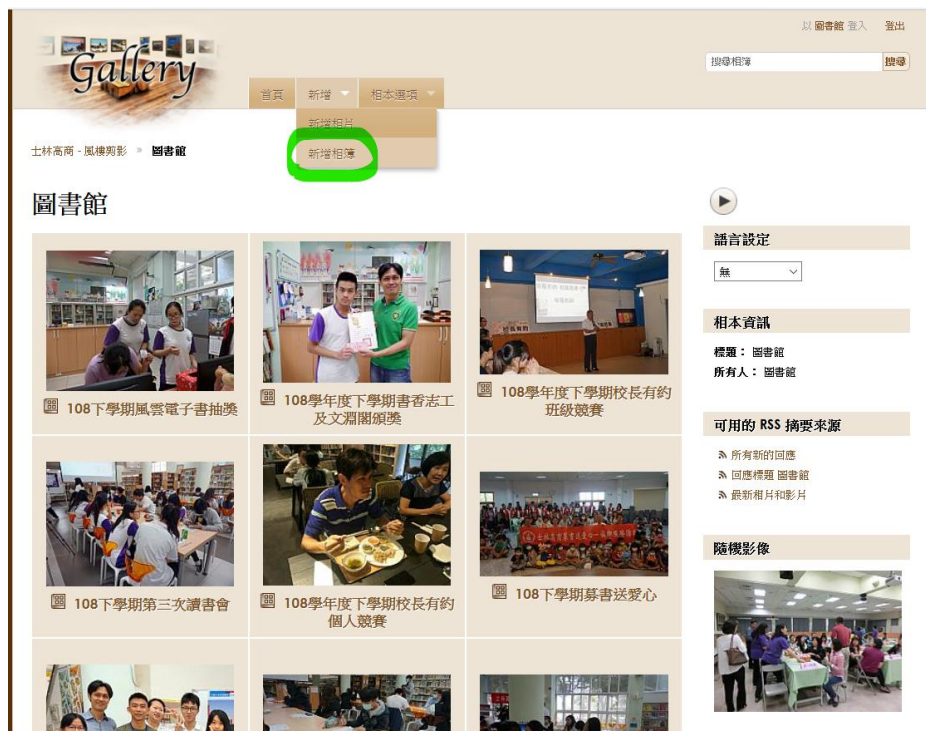 以 圖書館 登入 登出
Gallery
搜尋相簿 搜尋
首頁 新增 相本選項
新增相片
新增相簿
士林高商 - 風樓剪影 » 圖書館
圖書館
語言設定
無
相本資訊
標題： 圖書館
所有人： 圖書館
108下學期風雲電子書抽獎
108學年度下學期書香志工
及文淵閣頒獎
108學年度下學期校長有約
班級競賽
可用的 RSS 摘要來源
所有新的回應
回應標題 圖書館
最新相片和影片
108下學期第三次讀書會
108學年度下學期校長有約
個人競賽
108下學期募書送愛心
隨機影像